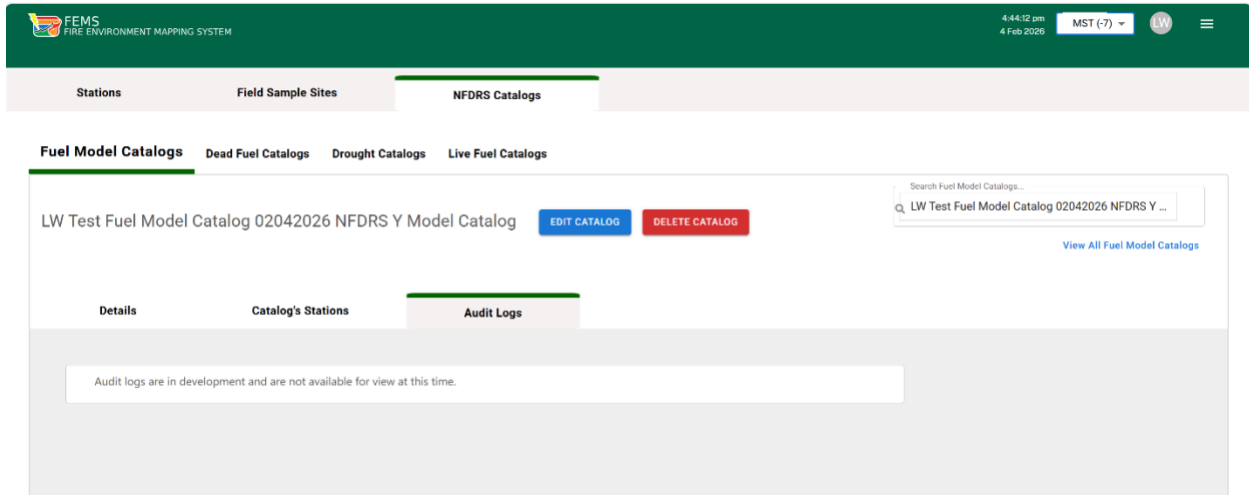 FEMS
FIRE ENVIRONMENT MAPPING SYSTEM
4:44:12 pm
4 Feb 2026
MST (-7)
LW
Stations
Field Sample Sites
NFDRS Catalogs
Fuel Model Catalogs
Dead Fuel Catalogs
Drought Catalogs
Live Fuel Catalogs
Search Fuel Model Catalogs...
LW Test Fuel Model Catalog 02042026 NFDRS Y ...
LW Test Fuel Model Catalog 02042026 NFDRS Y Model Catalog
EDIT CATALOG
DELETE CATALOG
View All Fuel Model Catalogs
Details
Catalog's Stations
Audit Logs
Audit logs are in development and are not available for view at this time.